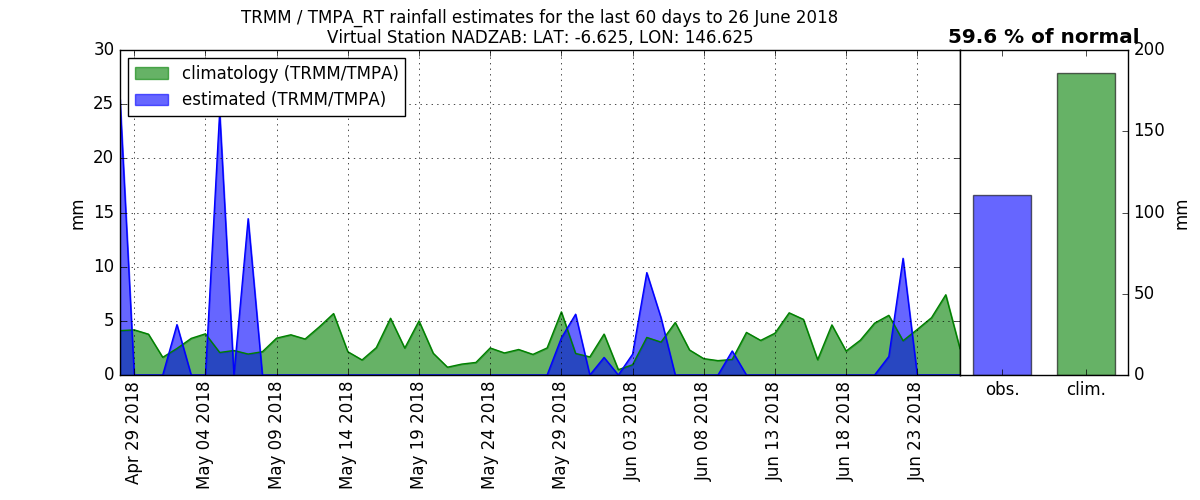 TRMM / TMPA_RT rainfall estimates for the last 60 days to 26 June 2018
Virtual Station NADZAB: LAT: -6.625, LON: 146.625
59.6 % of normal
climatology (TRMM/TMPA)
estimated (TRMM/TMPA)
30
25
20
15
10
5
0
mm
Apr 29 2018
May 04 2018
May 09 2018
May 14 2018
May 19 2018
May 24 2018
May 29 2018
Jun 03 2018
Jun 08 2018
Jun 13 2018
Jun 18 2018
Jun 23 2018
obs.
clim.
200
150
100
50
0
mm